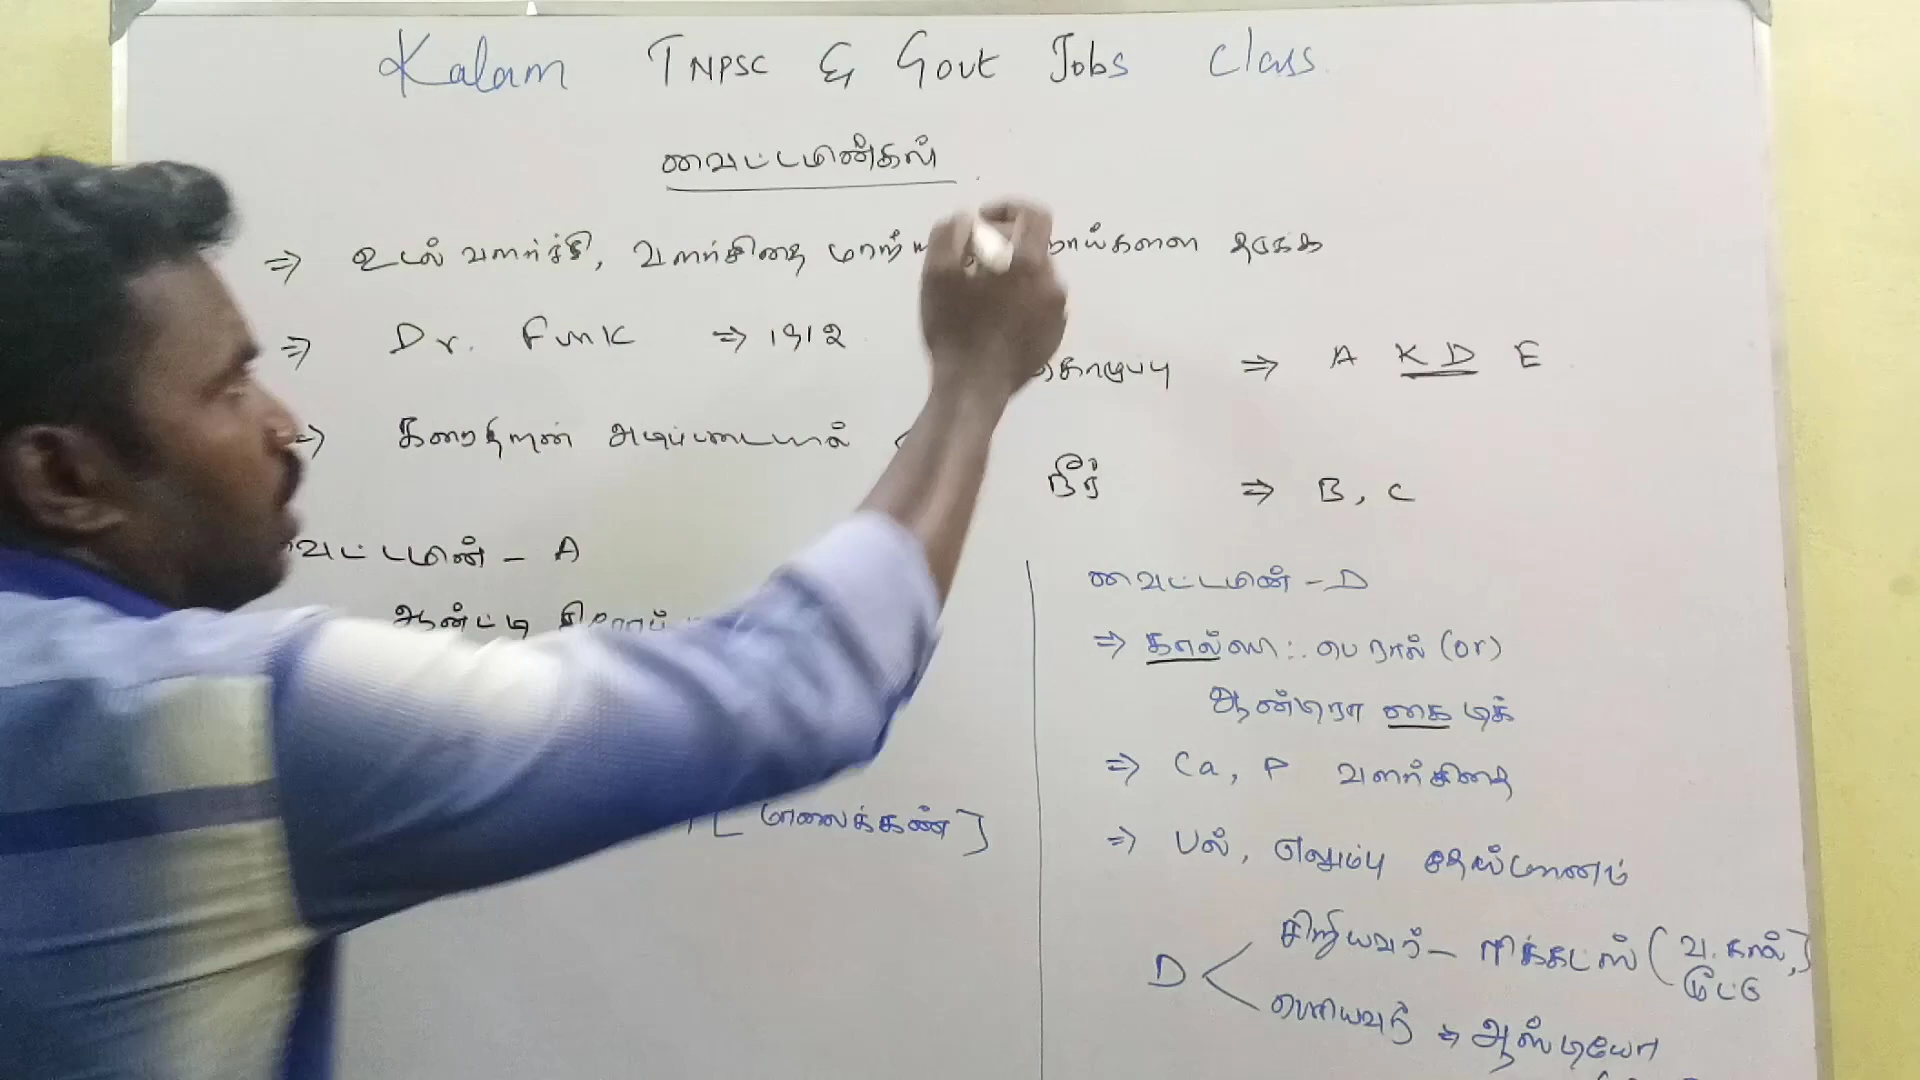 Kalam TNPSC & Govt Jobs Class
வைட்டமின்கள்
⇒ உடல் வளர்ச்சி, வளர்சிதை மாற்ற நோய்களை தடுக்க
⇒ Dr. Funk ⇒ 1912
கொழுப்பு ⇒ A K D E
⇒ கரைதிறன் அடிப்படையில்
நீர் ⇒ B, C
வைட்டமின் - A
ஆன்ட்டி
[மாலைக்கண்]
வைட்டமின் - D
⇒ கால்சிஃபெரால் (or)
ஆன்டிரா கைடிக்
⇒ Ca, P வளர்சிதை
⇒ பல், எலும்பு
D
சிறியவர் - ரிக்கட்ஸ் (வ.கால்,
முட்டு
பெரியவர் ⇒ ஆஸ்டியோ